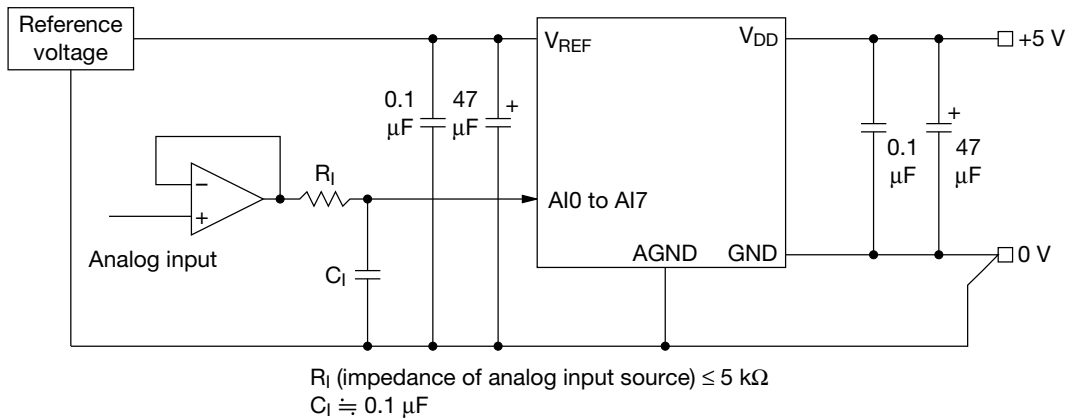 Reference
voltage
V_REF
V_DD
+5 V
0.1
µF
47
µF
+
+
0.1
µF
47
µF
R_I
−
+
AI0 to AI7
Analog input
C_I
AGND
GND
0 V
R_I (impedance of analog input source) ≤ 5 kΩ
C_I ≒ 0.1 µF